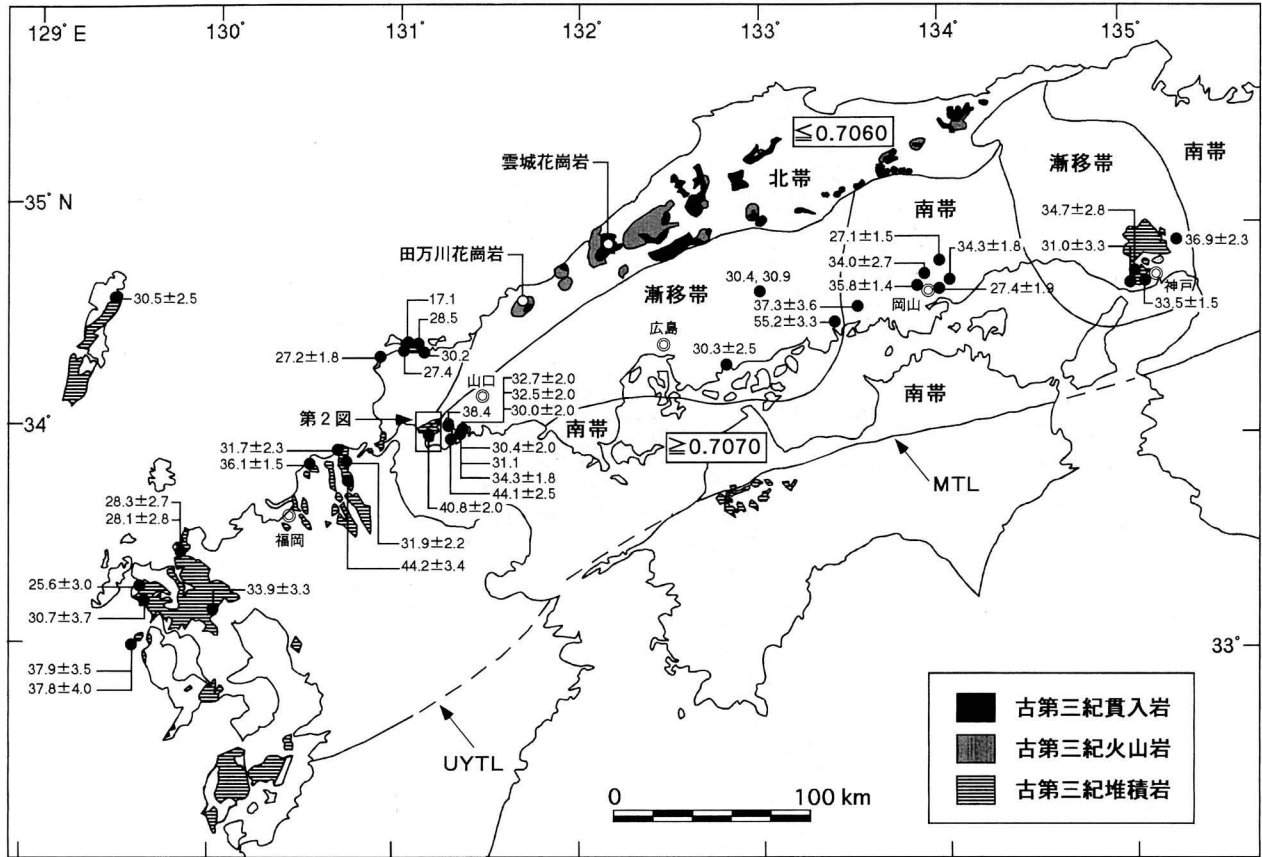 129° E
130°
131°
132°
133°
134°
135°
≦0.7060
雲城花崗岩
北帯
漸移帯
南帯
35° N
南帯
34.7±2.8
田万川花崗岩
27.1±1.5
34.3±1.8
31.0±3.3
36.9±2.3
34.0±2.7
30.4, 30.9
35.8±1.4
岡山
神戸
30.5±2.5
17.1
漸移帯
37.3±3.6
27.4±1.9
33.5±1.5
28.5
広島
55.2±3.3
27.2±1.8
30.2
30.3±2.5
27.4
山口
32.7±2.0
南帯
第2図
38.4
32.5±2.0
34°
30.0±2.0
南帯
≧0.7070
31.7±2.3
30.4±2.0
36.1±1.5
31.1
34.3±1.8
MTL
28.3±2.7
44.1±2.5
28.1±2.8
40.8±2.0
福岡
31.9±2.2
44.2±3.4
25.6±3.0
33.9±3.3
30.7±3.7
33°
37.9±3.5
37.8±4.0
古第三紀貫入岩
UYTL
古第三紀火山岩
0
100 km
古第三紀堆積岩